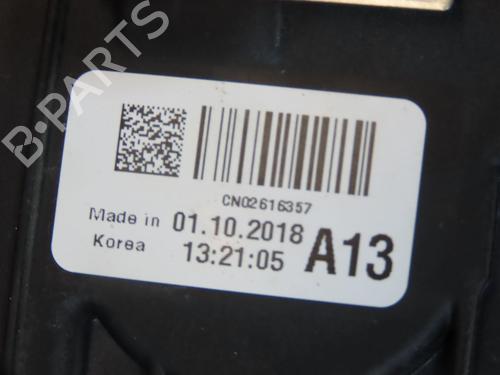 B-PARTS
CN02616357
Made in 01.10.2018
Korea 13:21:05 A13